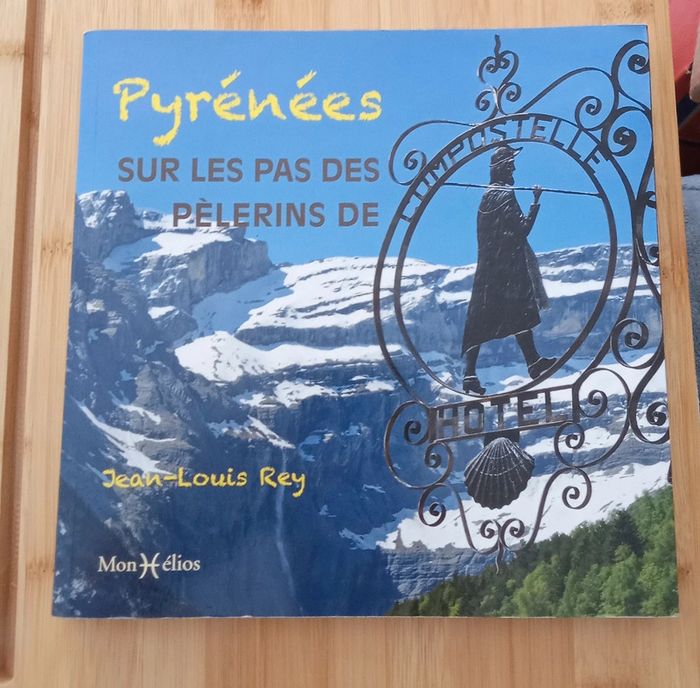 Pyrénées
SUR LES PAS DES
PÈLERINS DE
COMPOSTELLE
HOTEL
Jean-Louis Rey
MonHélios